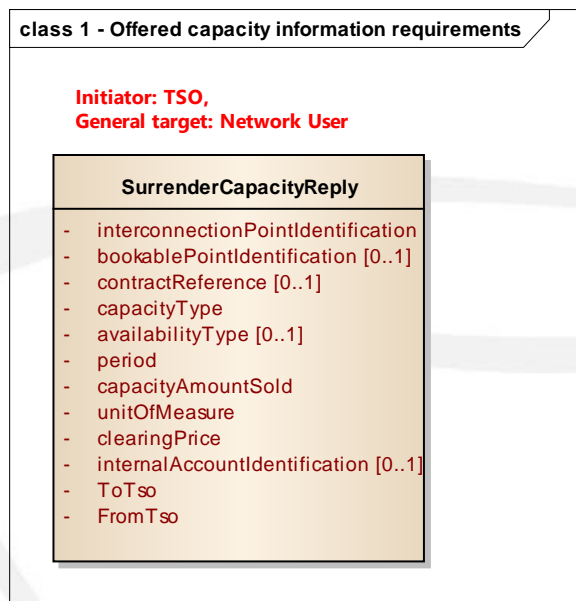 class 1 - Offered capacity information requirements
Initiator: TSO,
General target: Network User
SurrenderCapacityReply
- interconnectionPointIdentification
- bookablePointIdentification [0..1]
- contractReference [0..1]
- capacityType
- availabilityType [0..1]
- period
- capacityAmountSold
- unitOfMeasure
- clearingPrice
- internalAccountIdentification [0..1]
- ToTso
- FromTso